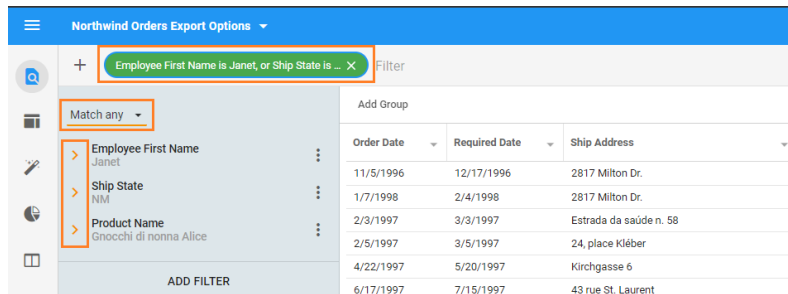 Northwind Orders Export Options
Employee First Name is Janet, or Ship State is ... X Filter
Match any
Employee First Name
Janet
Ship State
NM
Product Name
Gnocchi di nonna Alice
ADD FILTER
Add Group
Order Date Required Date Ship Address
11/5/1996 12/17/1996 2817 Milton Dr.
1/7/1998 2/4/1998 2817 Milton Dr.
2/3/1997 3/3/1997 Estrada da saúde n. 58
2/5/1997 3/5/1997 24, place Kléber
4/22/1997 5/20/1997 Kirchgasse 6
6/17/1997 7/15/1997 43 rue St. Laurent